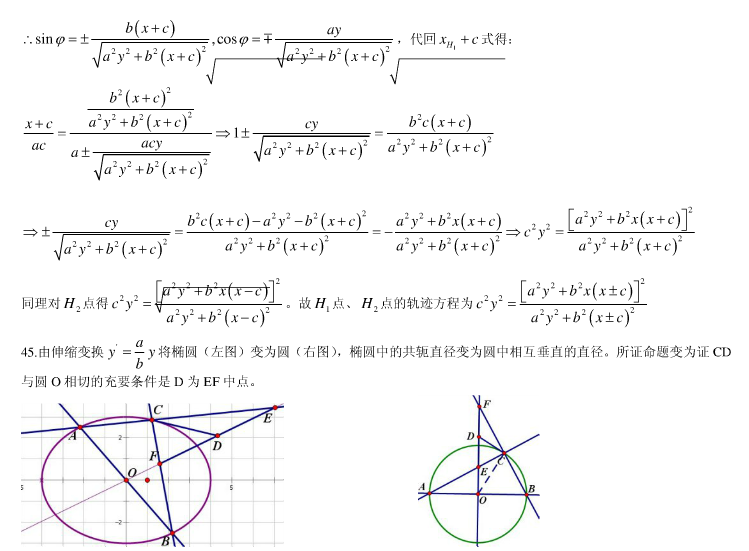 ∴ sin φ = ± b(x+c) / √(a²y²+b²(x+c)²) , cos φ = ∓ ay / √(a²y²+b²(x+c)²) ，代回 x_{H₁} + c 式得：
(x+c)/(ac) = [b²(x+c)² / (a²y²+b²(x+c)²)] / [a ± acy / √(a²y²+b²(x+c)²)] ⇒ 1 ± cy / √(a²y²+b²(x+c)²) = b²c(x+c) / (a²y²+b²(x+c)²)
⇒ ± cy / √(a²y²+b²(x+c)²) = [b²c(x+c) − a²y² − b²(x+c)²] / (a²y²+b²(x+c)²) = − [a²y²+b²x(x+c)] / (a²y²+b²(x+c)²) ⇒ c²y² = [a²y²+b²x(x+c)]² / (a²y²+b²(x+c)²)
同理对 H₂ 点得 c²y² = [a²y²+b²x(x−c)]² / (a²y²+b²(x−c)²) 。故 H₁ 点、 H₂ 点的轨迹方程为 c²y² = [a²y²+b²x(x±c)]² / (a²y²+b²(x±c)²)
45.由伸缩变换 y' = (a/b) y 将椭圆（左图）变为圆（右图），椭圆中的共轭直径变为圆中相互垂直的直径。所证命题变为证 CD
与圆 O 相切的充要条件是 D 为 EF 中点。
C
E
A
2
D
F
O
-5
5
-2
B
F
D
C
E
A
B
O